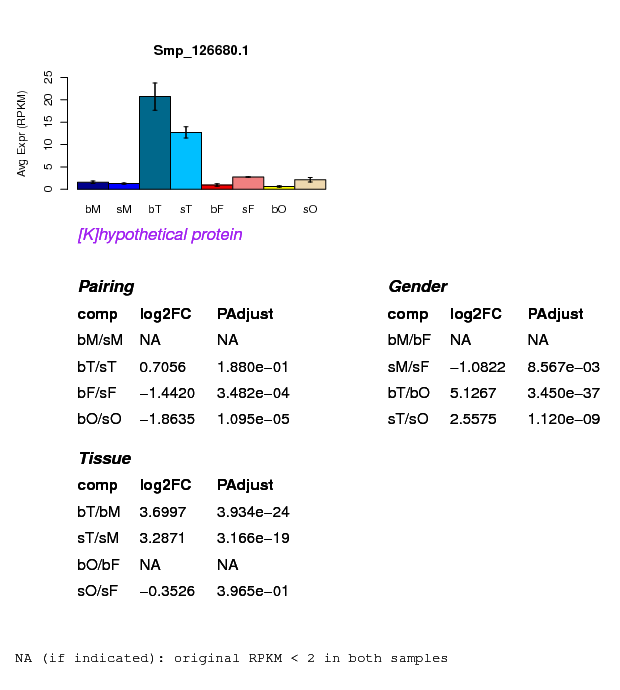 Smp_126680.1
Avg Expr (RPKM)
0 5 10 15 20 25
bM sM bT sT bF sF bO sO
[K]hypothetical protein
Pairing
comp log2FC PAdjust
bM/sM NA NA
bT/sT 0.7056 1.880e−01
bF/sF −1.4420 3.482e−04
bO/sO −1.8635 1.095e−05
Gender
comp log2FC PAdjust
bM/bF NA NA
sM/sF −1.0822 8.567e−03
bT/bO 5.1267 3.450e−37
sT/sO 2.5575 1.120e−09
Tissue
comp log2FC PAdjust
bT/bM 3.6997 3.934e−24
sT/sM 3.2871 3.166e−19
bO/bF NA NA
sO/sF −0.3526 3.965e−01
NA (if indicated): original RPKM < 2 in both samples